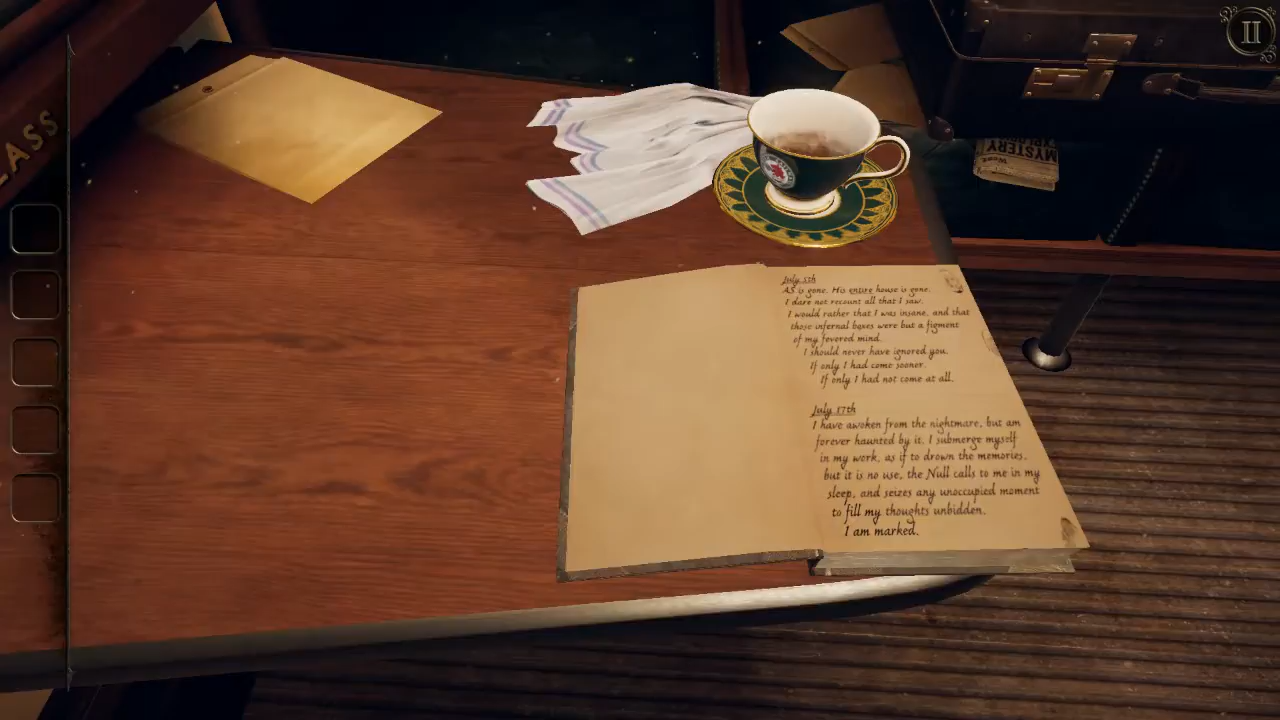 LASS
MYSTERY
July 5th
AS is gone. His entire house is gone.
I dare not recount all that I saw.
I would rather that I was insane, and that
those infernal boxes were but a figment
of my fevered mind.
I should never have ignored you.
If only I had come sooner.
If only I had not come at all.
July 17th
I have awoken from the nightmare, but am
forever haunted by it. I submerge myself
in my work, as if to drown the memories,
but it is no use, the Null calls to me in my
sleep, and seizes any unoccupied moment
to fill my thoughts unbidden.
I am marked.